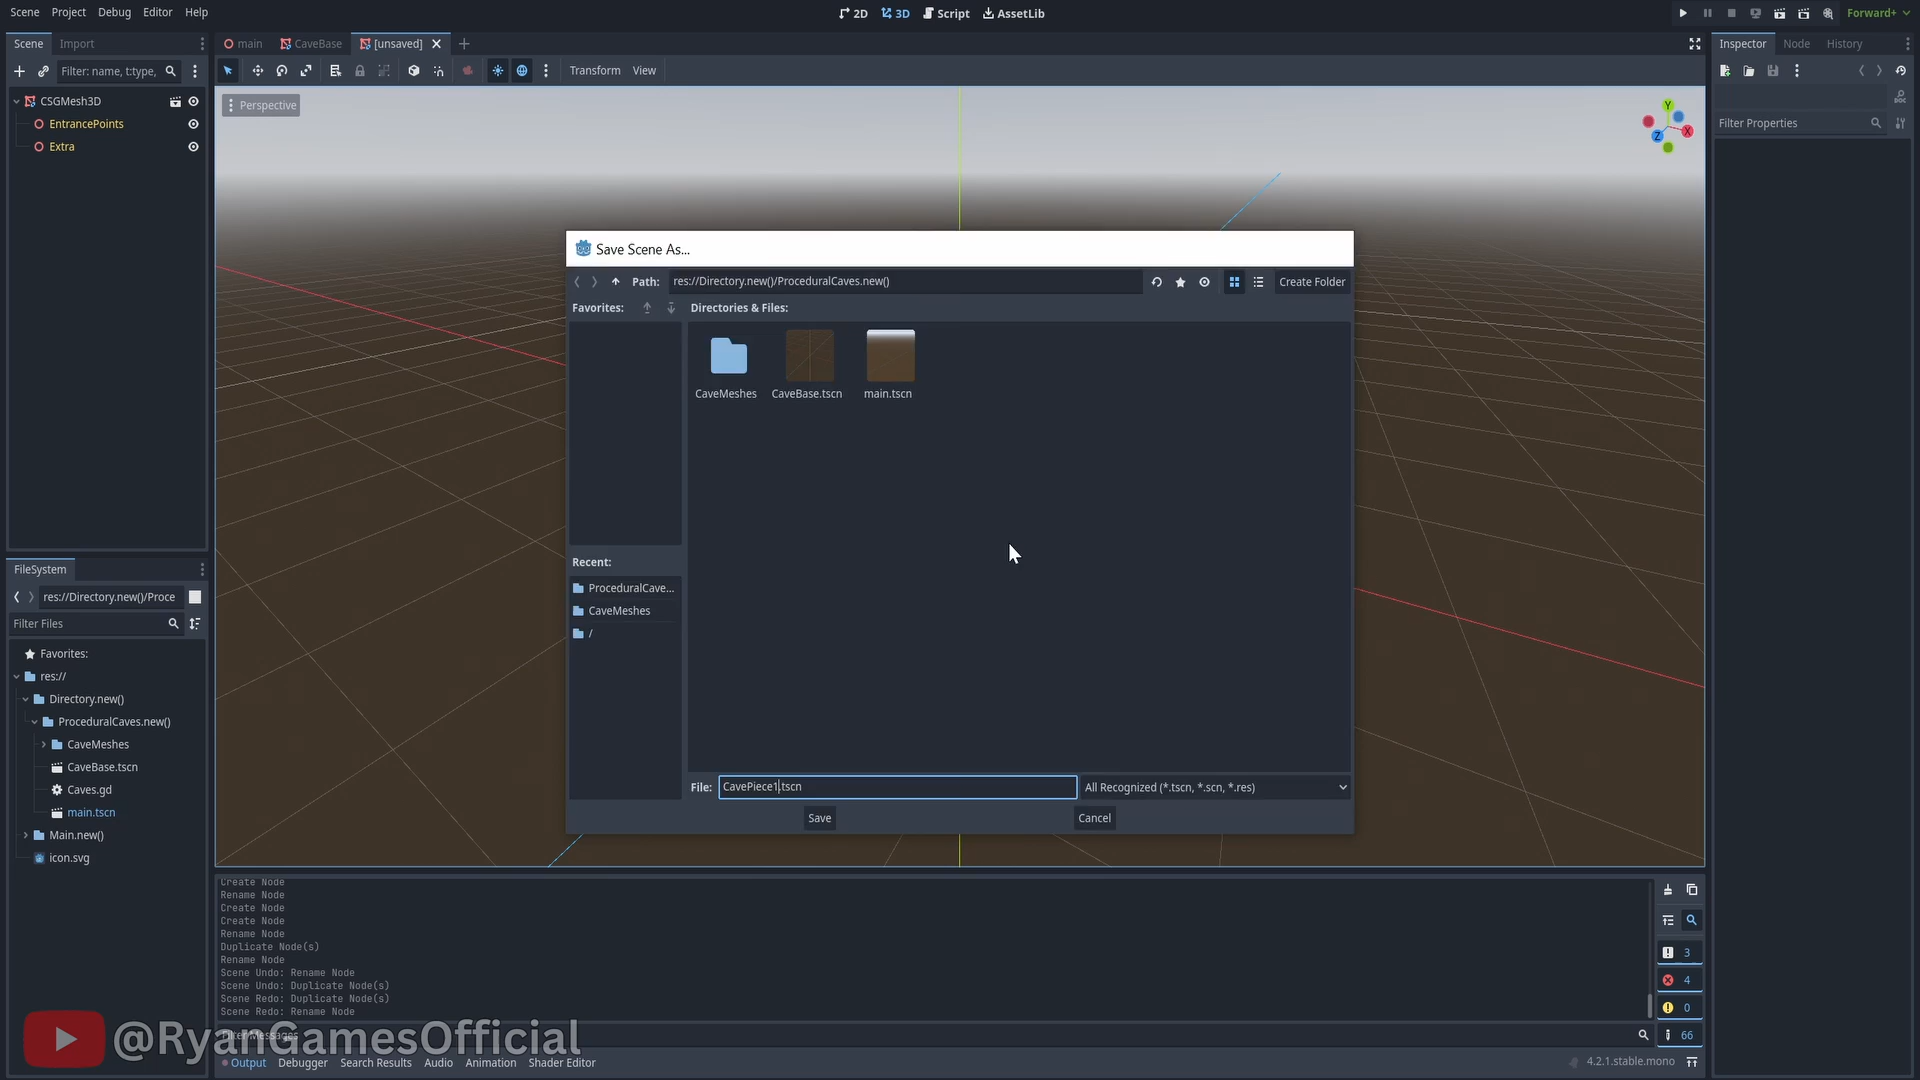 Scene Project Debug Editor Help
2D 3D Script AssetLib
Forward+
Scene Import
main CaveBase [unsaved]
Inspector Node History
Filter: name, t:type,
Transform View
CSGMesh3D
EntrancePoints
Extra
Perspective
Y
X
Z
DOC
Filter Properties
Save Scene As...
Path: res://Directory.new()/ProceduralCaves.new()
Create Folder
Favorites:
Directories & Files:
CaveMeshes
CaveBase.tscn
main.tscn
Recent:
ProceduralCave...
CaveMeshes
/
File: CavePiece1.tscn
All Recognized (*.tscn, *.scn, *.res)
Save
Cancel
FileSystem
res://Directory.new()/Proce
Filter Files
Favorites:
res://
Directory.new()
ProceduralCaves.new()
CaveMeshes
CaveBase.tscn
Caves.gd
main.tscn
Main.new()
icon.svg
Create Node
Rename Node
Create Node
Create Node
Rename Node
Duplicate Node(s)
Rename Node
Scene Undo: Rename Node
Scene Undo: Duplicate Node(s)
Scene Redo: Duplicate Node(s)
Scene Redo: Rename Node
3
4
0
66
Filter Messages
@RyanGamesOfficial
Output Debugger Search Results Audio Animation Shader Editor
4.2.1.stable.mono